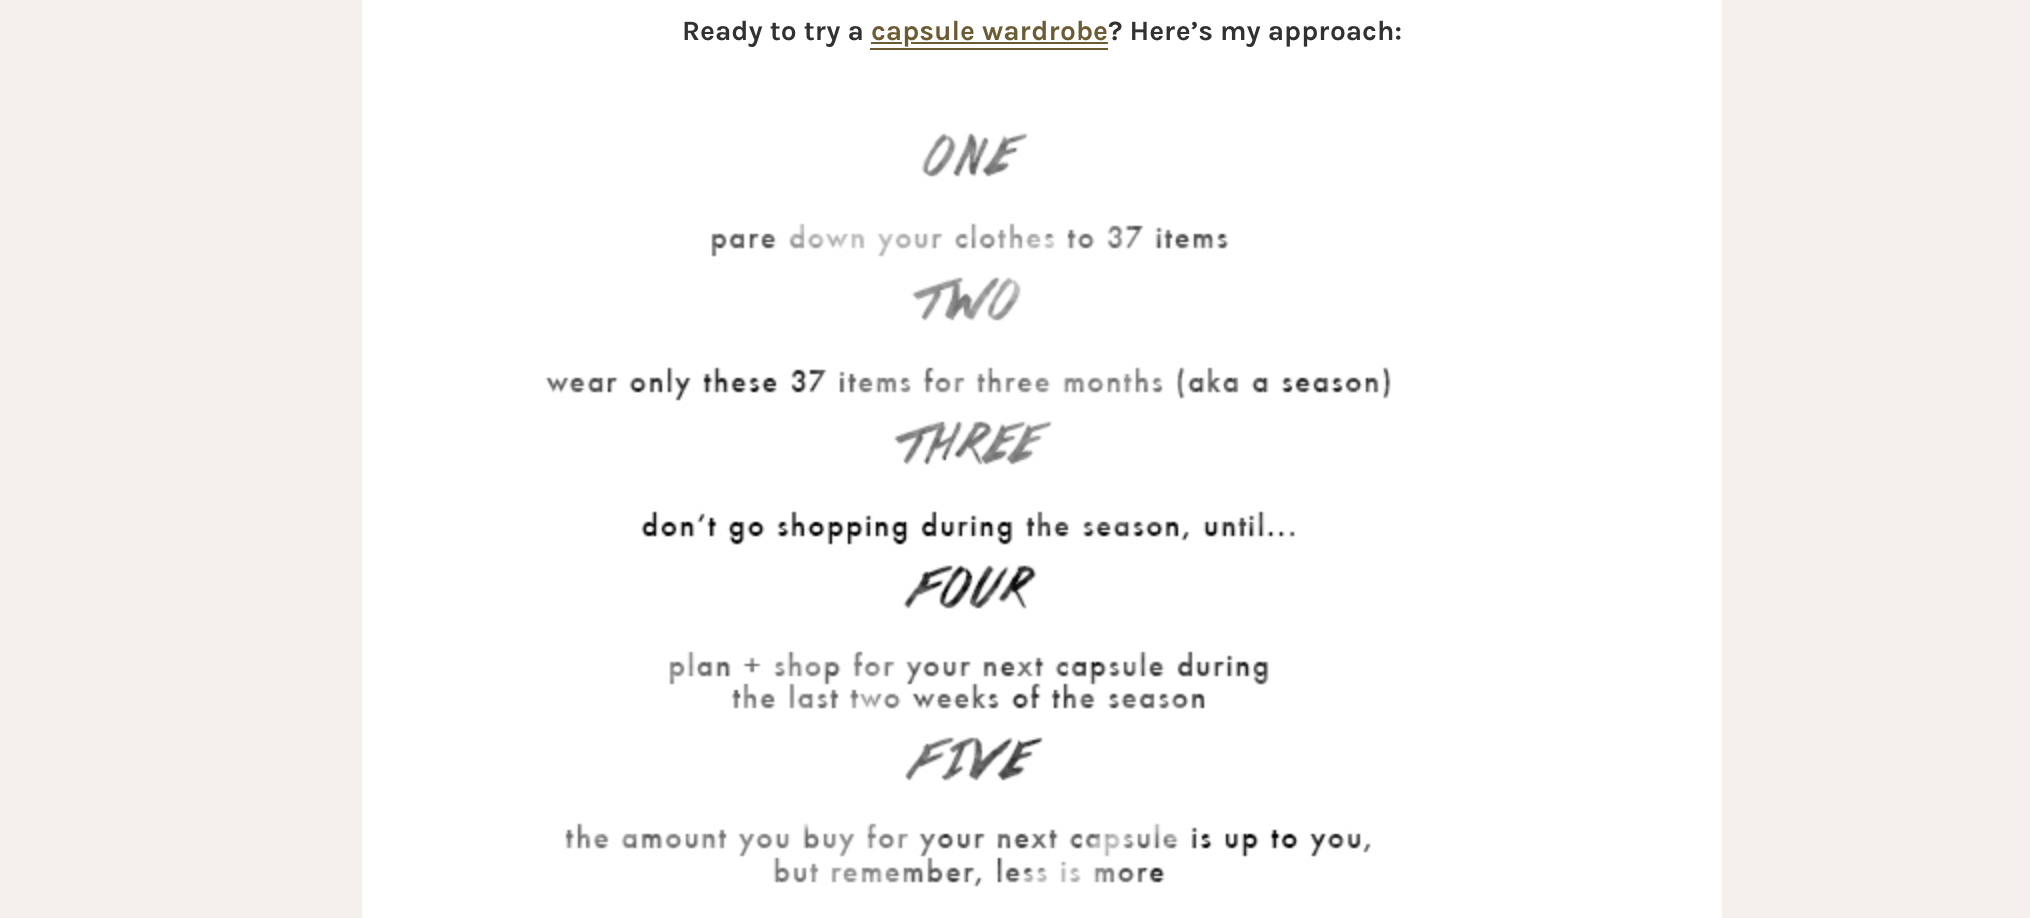 Ready to try a capsule wardrobe? Here’s my approach:
ONE
pare down your clothes to 37 items
TWO
wear only these 37 items for three months (aka a season)
THREE
don’t go shopping during the season, until...
FOUR
plan + shop for your next capsule during
the last two weeks of the season
FIVE
the amount you buy for your next capsule is up to you,
but remember, less is more